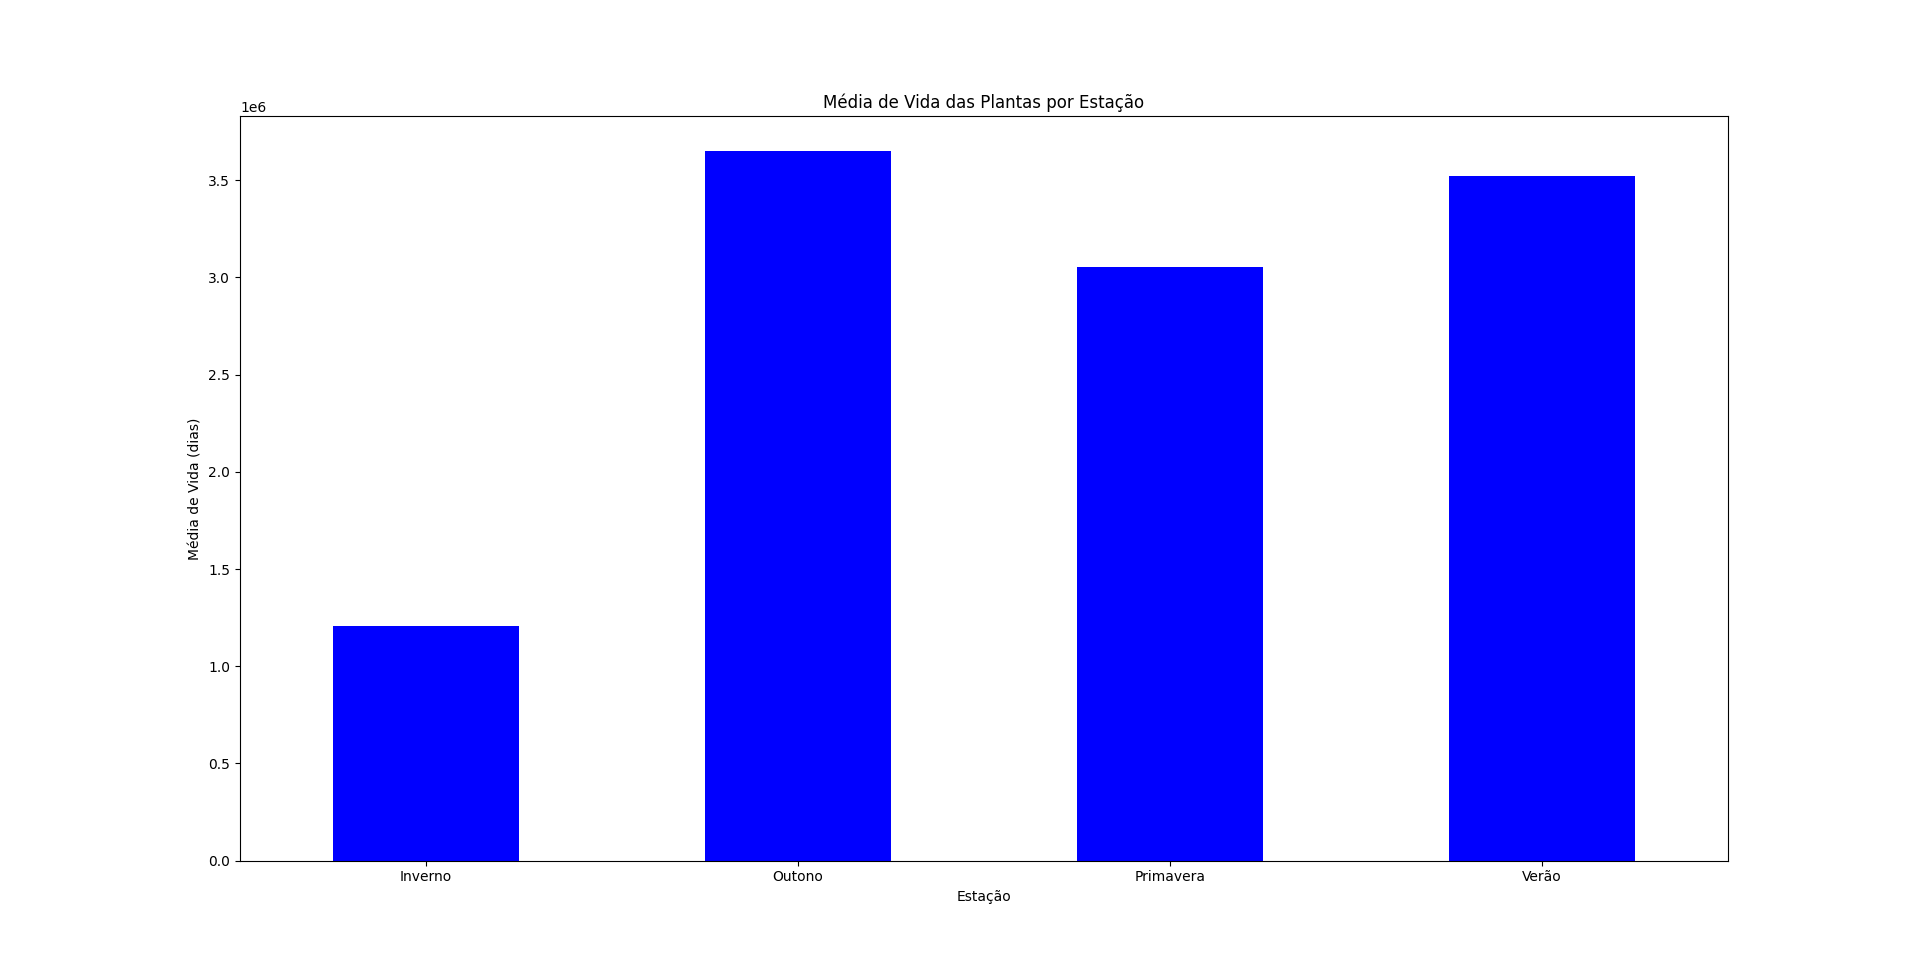 Média de Vida das Plantas por Estação
1e6
3.5
3.0
2.5
2.0
1.5
1.0
0.5
0.0
Média de Vida (dias)
Inverno Outono Primavera Verão
Estação